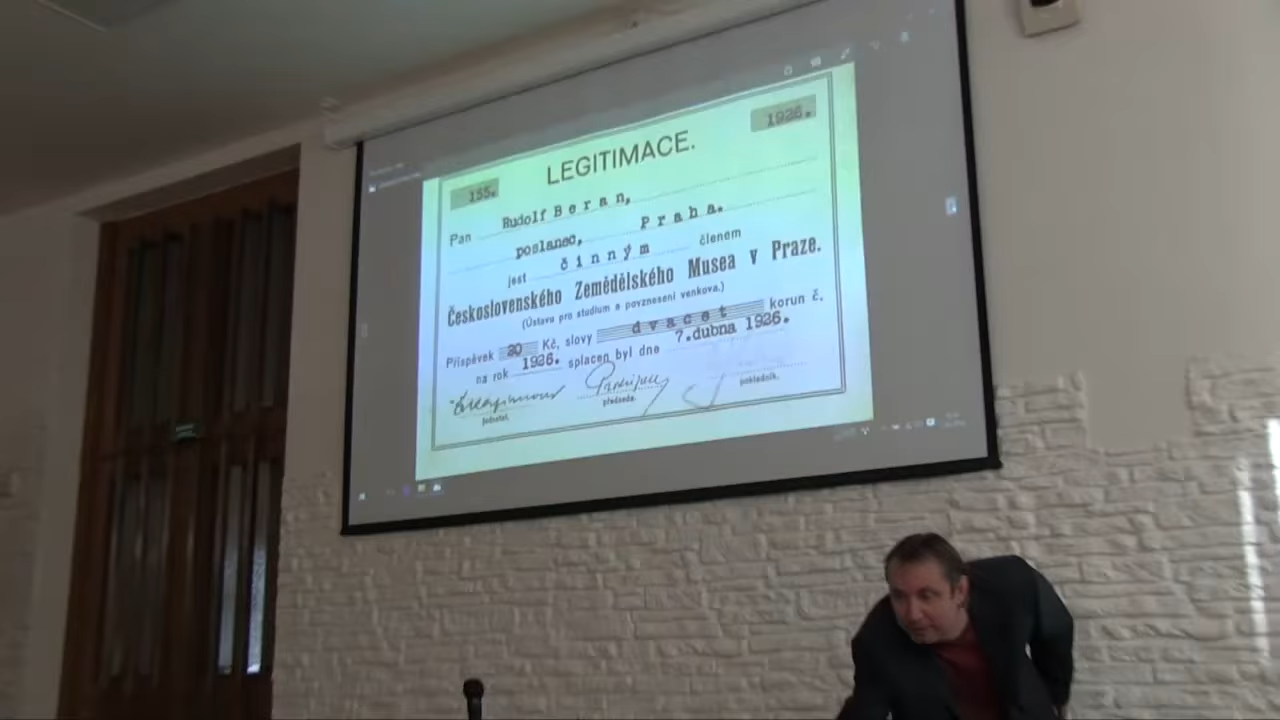 1926.
LEGITIMACE.
155.
Pan Rudolf Beran,
poslanec, Praha.
jest činným členem
Československého Zemědělského Musea v Praze.
(Ústava pro studium a povznesení venkova.)
Příspěvek 20 Kč, slovy dvacet korun č.
na rok 1926. splacen byl dne 7.dubna 1926.
jednatel. předseda. pokladník.